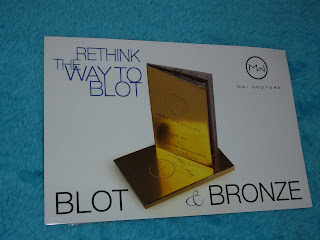 RETHINK
THE WAY TO
BLOT
MAI COUTURE
BLOT & BRONZE